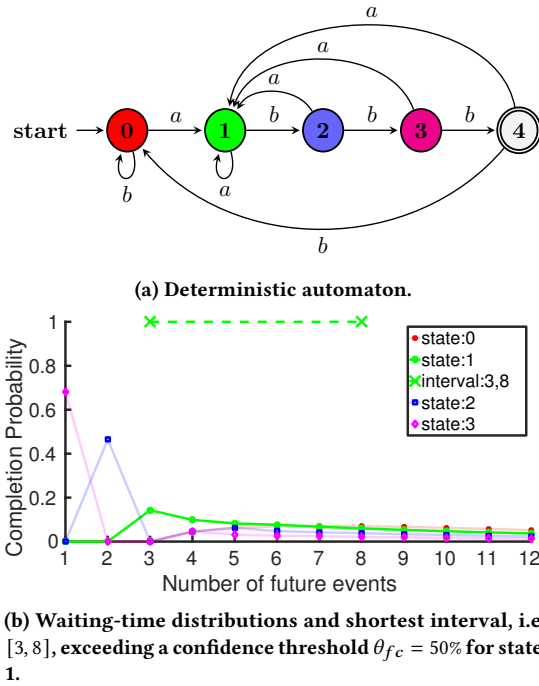 a
a
a
start
0
a
1
b
2
b
3
b
4
b
a
b
(a) Deterministic automaton.
1
0.8
0.6
0.4
0.2
0
Completion Probability
state:0
state:1
interval:3,8
state:2
state:3
1 2 3 4 5 6 7 8 9 10 11 12
Number of future events
(b) Waiting-time distributions and shortest interval, i.e
[3, 8], exceeding a confidence threshold θfc = 50% for state
1.